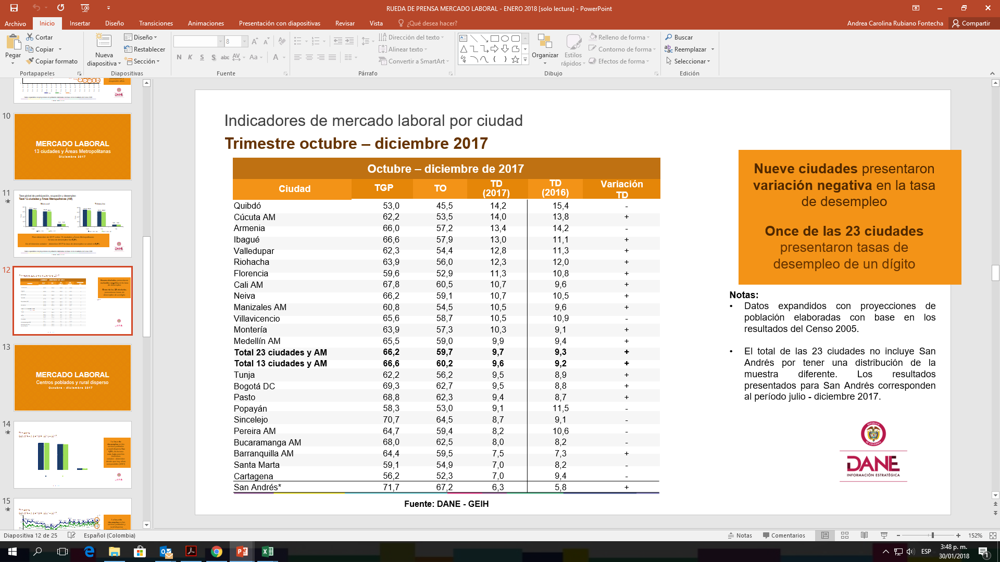 RUEDA DE PRENSA MERCADO LABORAL - ENERO 2018 [solo lectura] - PowerPoint
Archivo Inicio Insertar Diseño Transiciones Animaciones Presentación con diapositivas Revisar Vista ¿Qué desea hacer? Andrea Carolina Rubiano Fontecha Compartir
Pegar
Cortar
Copiar
Copiar formato
Portapapeles
Nueva diapositiva
Diseño
Restablecer
Sección
Diapositivas
8
N K S S abc AV Aa A
Fuente
Dirección del texto
Alinear texto
Convertir a SmartArt
Párrafo
Organizar
Estilos rápidos
Relleno de forma
Contorno de forma
Efectos de forma
Dibujo
Buscar
Reemplazar
Seleccionar
Edición
DANE
10
MERCADO LABORAL
13 ciudades y Áreas Metropolitanas
Diciembre 2017
11
Tasa global de participación, ocupación y desempleo
Total 13 ciudades y Áreas Metropolitanas (AM)
DANE
12
13
MERCADO LABORAL
Centros poblados y rural disperso
Octubre - diciembre 2017
14
15
Indicadores de mercado laboral por ciudad
Trimestre octubre – diciembre 2017
Octubre – diciembre de 2017
Ciudad TGP TO TD (2017) TD (2016) Variación TD
Quibdó 53,0 45,5 14,2 15,4 -
Cúcuta AM 62,2 53,5 14,0 13,8 +
Armenia 66,0 57,2 13,4 14,2 -
Ibagué 66,6 57,9 13,0 11,1 +
Valledupar 62,3 54,4 12,8 11,3 +
Riohacha 63,9 56,0 12,3 12,0 +
Florencia 59,6 52,9 11,3 10,8 +
Cali AM 67,8 60,5 10,7 9,6 +
Neiva 66,2 59,1 10,7 10,5 +
Manizales AM 60,8 54,5 10,5 9,6 +
Villavicencio 65,6 58,7 10,5 10,9 -
Montería 63,9 57,3 10,3 9,1 +
Medellín AM 65,5 59,0 9,9 9,4 +
Total 23 ciudades y AM 66,2 59,7 9,7 9,3 +
Total 13 ciudades y AM 66,6 60,2 9,6 9,2 +
Tunja 62,2 56,2 9,5 8,9 +
Bogotá DC 69,3 62,7 9,5 8,8 +
Pasto 68,8 62,3 9,4 8,7 +
Popayán 58,3 53,0 9,1 11,5 -
Sincelejo 70,7 64,5 8,7 9,1 -
Pereira AM 64,7 59,4 8,2 10,6 -
Bucaramanga AM 68,0 62,5 8,0 8,2 -
Barranquilla AM 64,4 59,5 7,5 7,3 +
Santa Marta 59,1 54,9 7,0 8,2 -
Cartagena 56,2 52,3 7,0 9,4 -
San Andrés* 71,7 67,2 6,3 5,8 +
Fuente: DANE - GEIH
Nueve ciudades presentaron
variación negativa en la tasa
de desempleo
Once de las 23 ciudades
presentaron tasas de
desempleo de un dígito
Notas:
• Datos expandidos con proyecciones de
población elaboradas con base en los
resultados del Censo 2005.
• El total de las 23 ciudades no incluye San
Andrés por tener una distribución de la
muestra diferente. Los resultados
presentados para San Andrés corresponden
al período julio - diciembre 2017.
DANE
INFORMACIÓN ESTRATÉGICA
Diapositiva 12 de 25 Español (Colombia) Notas Comentarios 152%
ESP
3:48 p. m.
30/01/2018
1